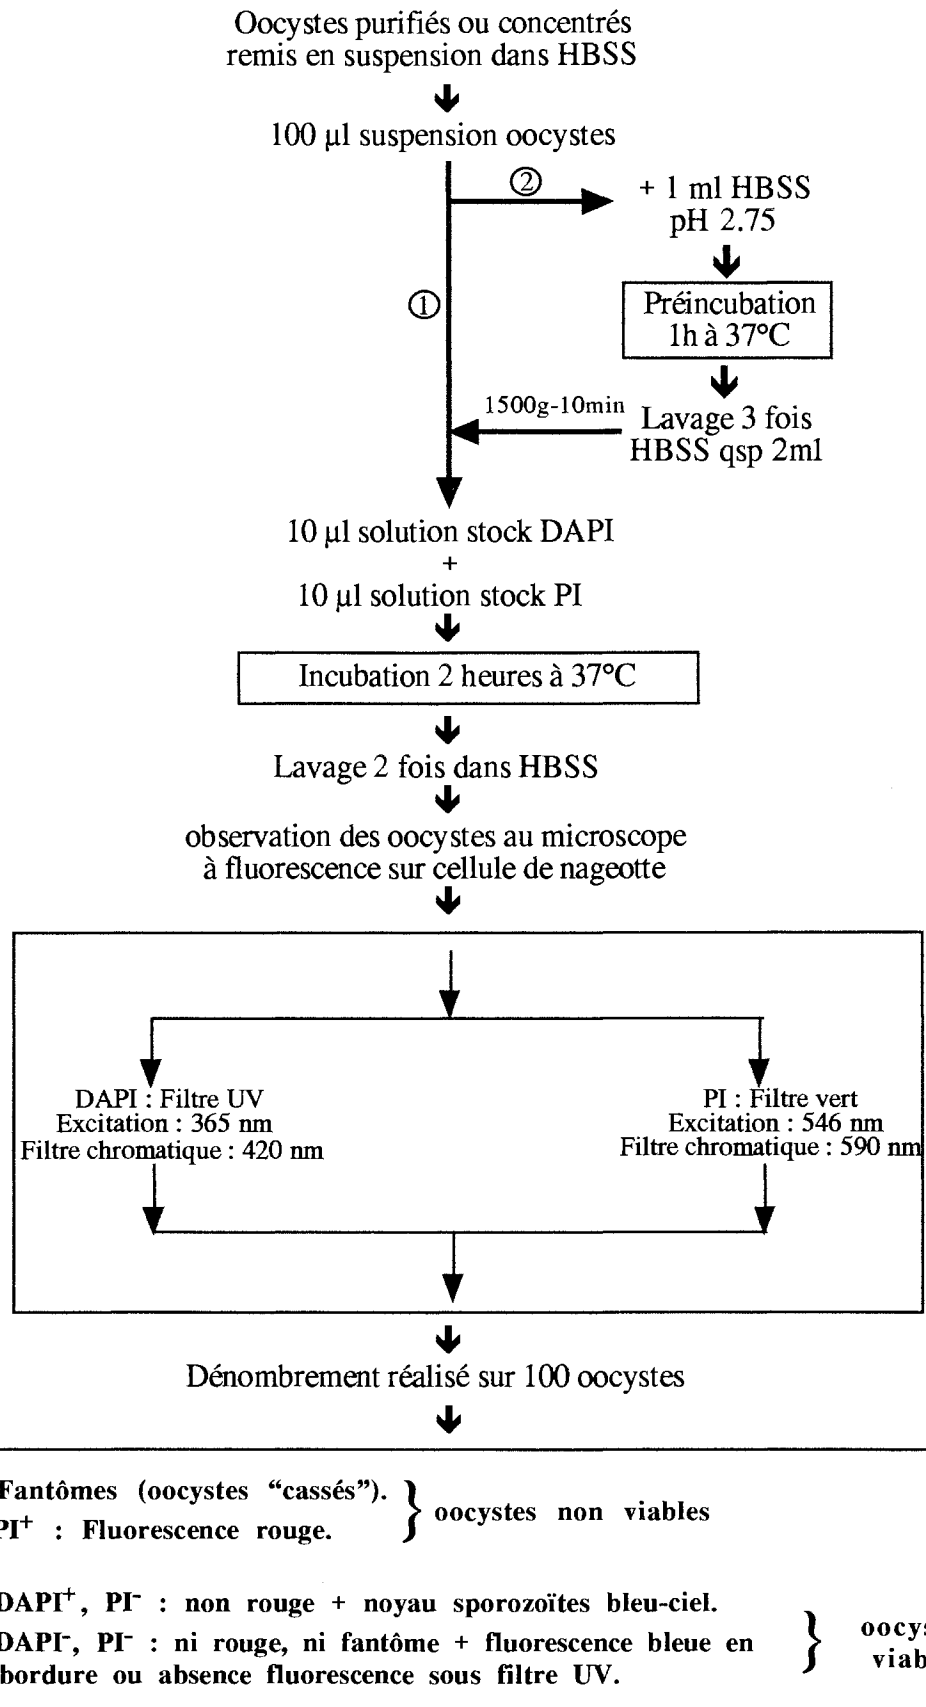 Oocystes purifiés ou concentrés
remis en suspension dans HBSS
100 µl suspension oocystes
②
+ 1 ml HBSS
pH 2.75
①
Préincubation
1h à 37°C
1500g-10min
Lavage 3 fois
HBSS qsp 2ml
10 µl solution stock DAPI
+
10 µl solution stock PI
Incubation 2 heures à 37°C
Lavage 2 fois dans HBSS
observation des oocystes au microscope
à fluorescence sur cellule de nageotte
DAPI : Filtre UV
Excitation : 365 nm
Filtre chromatique : 420 nm
PI : Filtre vert
Excitation : 546 nm
Filtre chromatique : 590 nm
Dénombrement réalisé sur 100 oocystes
Fantômes (oocystes “cassés”).
PI+ : Fluorescence rouge.
oocystes non viables
DAPI+, PI- : non rouge + noyau sporozoïtes bleu-ciel.
DAPI-, PI- : ni rouge, ni fantôme + fluorescence bleue en
bordure ou absence fluorescence sous filtre UV.